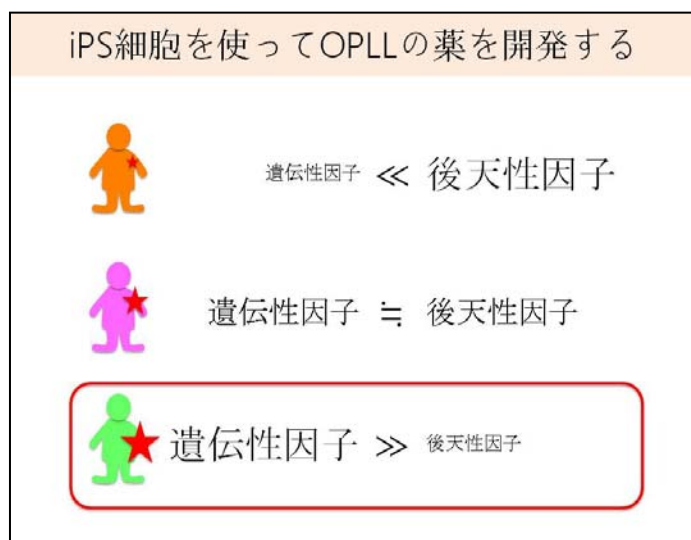 iPS細胞を使ってOPLLの薬を開発する
遺伝性因子 ≪ 後天性因子
遺伝性因子 ≒ 後天性因子
遺伝性因子 ≫ 後天性因子